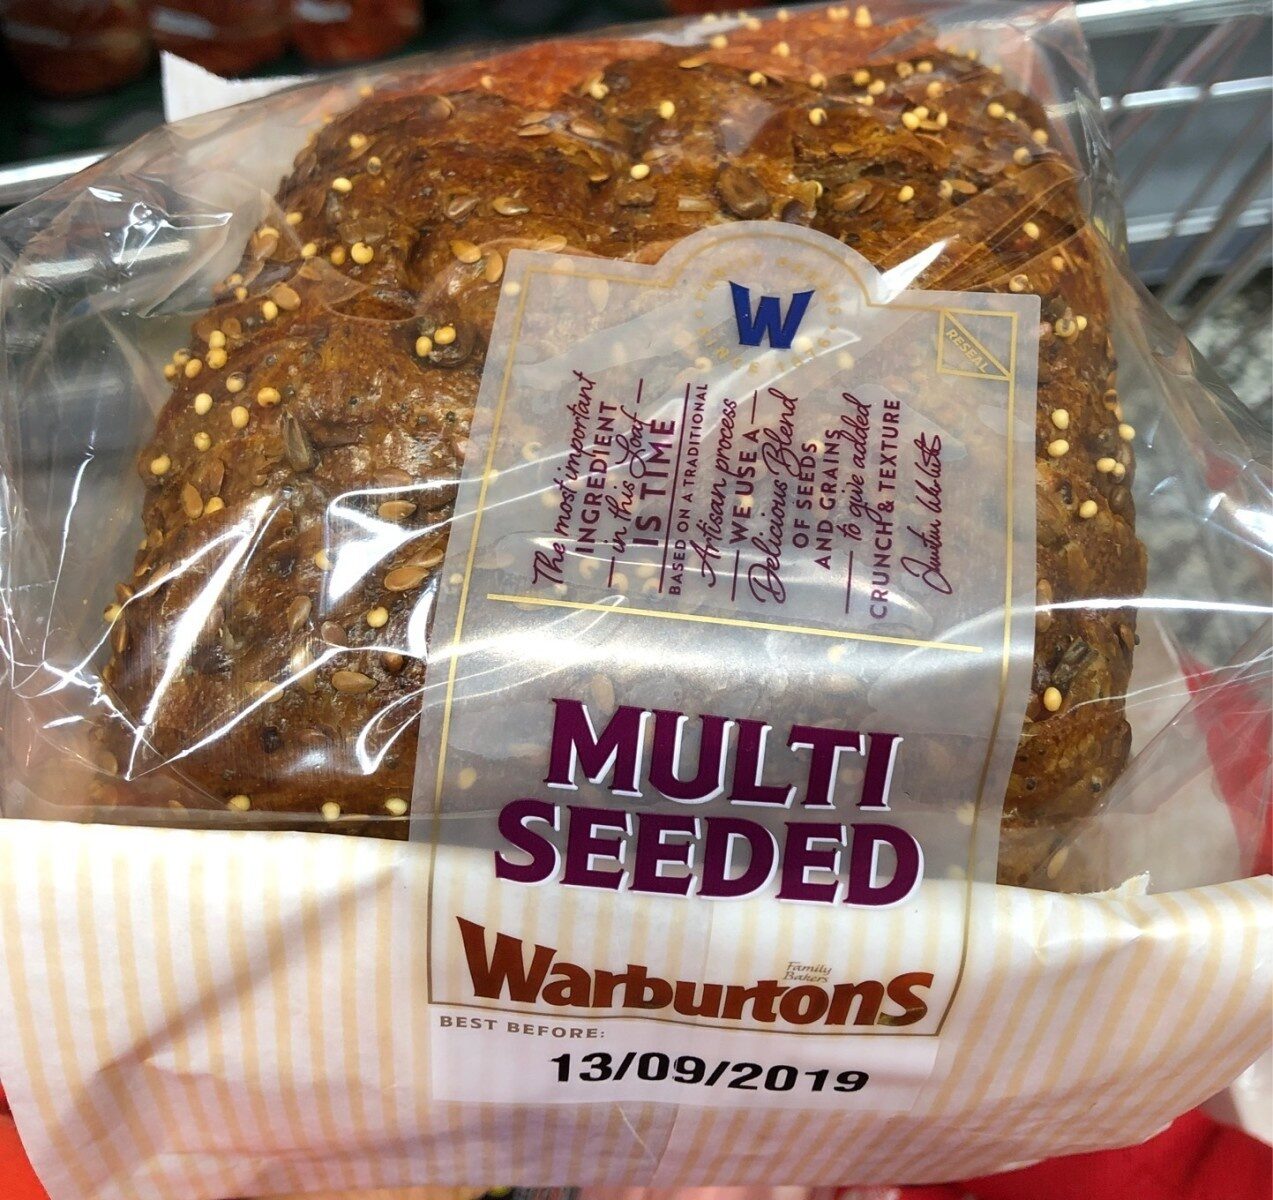 W
RESEAL
The most important
INGREDIENT
in this Loaf
IS TIME
BASED ON A TRADITIONAL
Artisan process
WE USE A
Delicious Blend
OF SEEDS
AND GRAINS
to give added
CRUNCH & TEXTURE
MULTI
SEEDED
Family
Bakers
Warburtons
BEST BEFORE:
13/09/2019